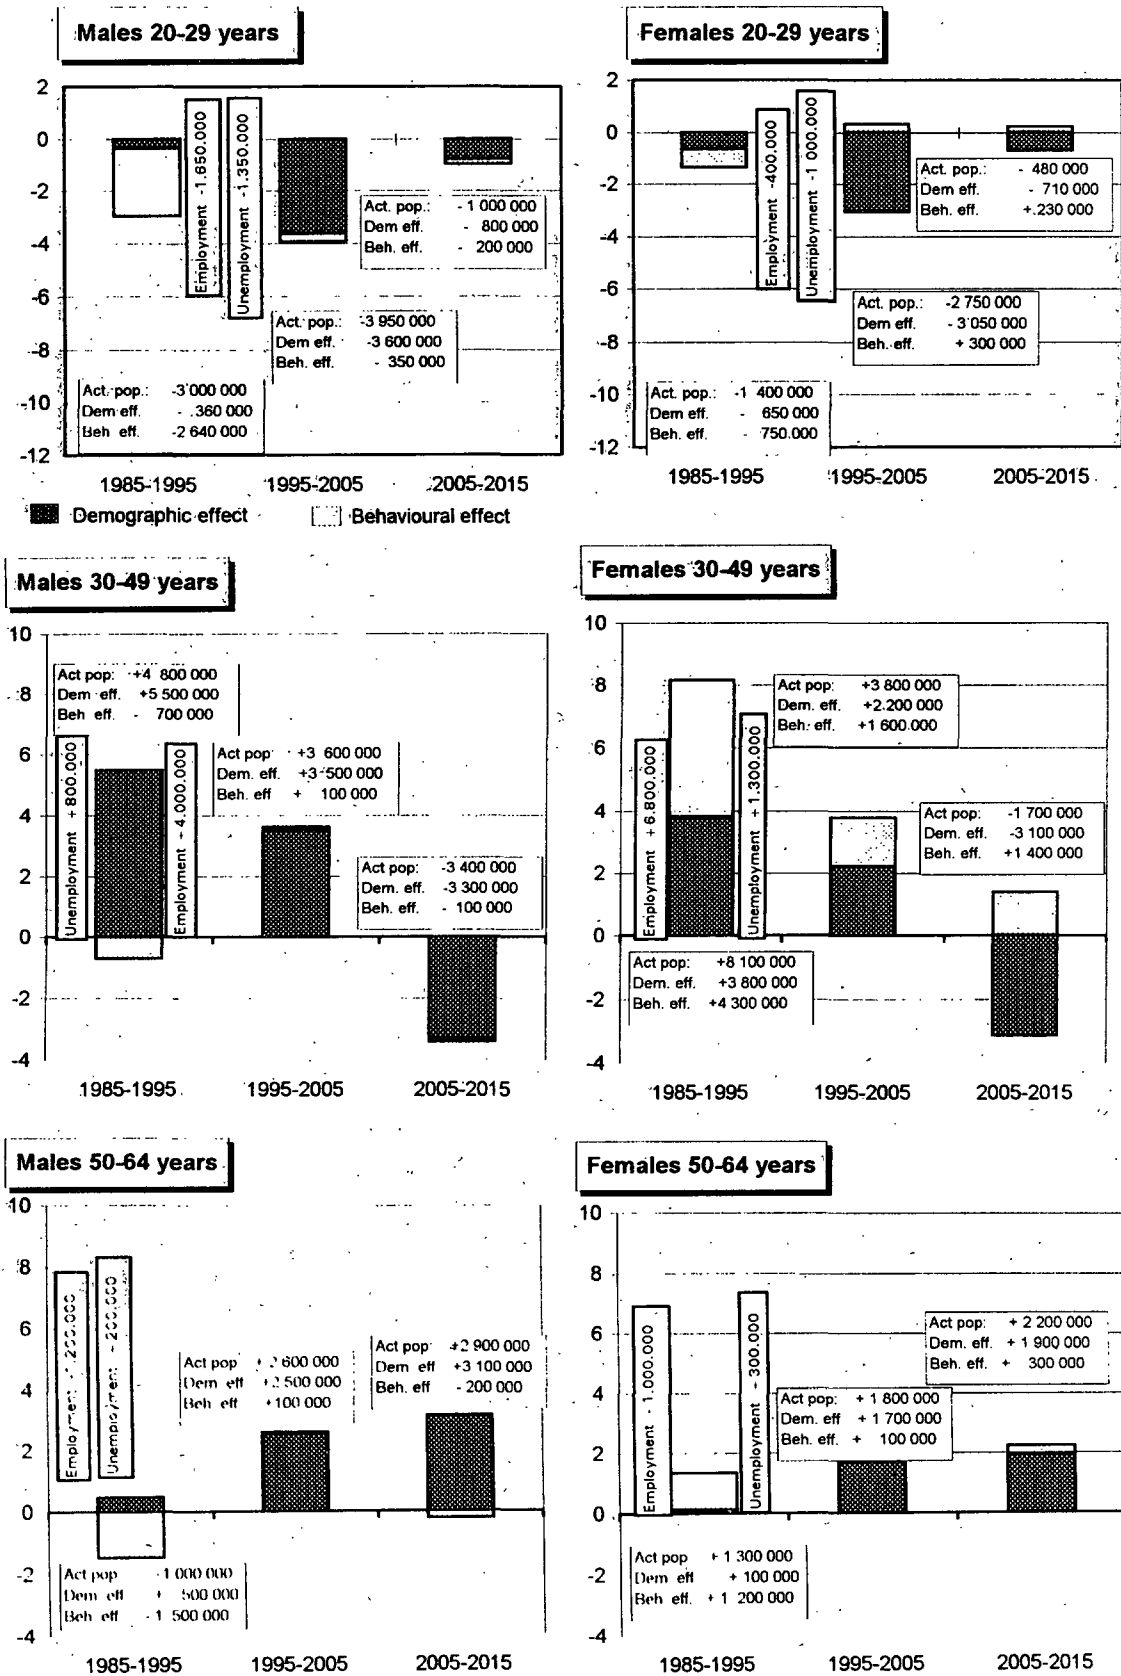 Males 20-29 years
2
0
-2
-4
-6
-8
-10
-12
Employment -1.650.000
Unemployment -1.350.000
Act. pop.: -1 000 000
Dem eff. - 800 000
Beh. eff. - 200 000
Act. pop.: -3 950 000
Dem eff. -3 600 000
Beh. eff. - 350 000
Act. pop.: -3 000 000
Dem eff. - 360 000
Beh. eff. -2 640 000
1985-1995 1995-2005 2005-2015
Demographic effect Behavioural effect
Females 20-29 years
2
0
-2
-4
-6
-8
-10
-12
Employment -400.000
Unemployment -1 000.000
Act. pop.: - 480 000
Dem eff. - 710 000
Beh. eff. +.230 000
Act. pop.: -2 750 000
Dem eff. -3 050 000
Beh. eff. + 300 000
Act. pop.: -1 400 000
Dem eff. - 650 000
Beh. eff. - 750.000
1985-1995 1995-2005 2005-2015
Males 30-49 years
10
8
6
4
2
0
-2
-4
Act pop: +4 800 000
Dem eff. +5 500 000
Beh eff. - 700 000
Unemployment +800.000
Employment +4.000.000
Act pop +3 600 000
Dem. eff. +3 500 000
Beh. eff + 100 000
Act pop: -3 400 000
Dem. eff. -3 300 000
Beh. eff. - 100 000
1985-1995 1995-2005 2005-2015
Females 30-49 years
10
8
6
4
2
0
-2
-4
Employment +6.800.000
Unemployment +1.300.000
Act pop: +3 800 000
Dem. eff. +2.200 000
Beh. eff. +1 600.000
Act pop: -1 700 000
Dem. eff. -3 100 000
Beh. eff. +1 400 000
Act pop: +8 100 000
Dem. eff. +3 800 000
Beh. eff. +4 300 000
1985-1995 1995-2005 2005-2015
Males 50-64 years
10
8
6
4
2
0
-2
-4
Employment -1.200.000
Unemployment +200.000
Act pop +2 600 000
Dem eff +2 500 000
Beh eff +100 000
Act pop +2 900 000
Dem eff +3 100 000
Beh. eff -200 000
Act pop -1 000 000
Dem eff + 500 000
Beh eff -1 500 000
1985-1995 1995-2005 2005-2015
Females 50-64 years
10
8
6
4
2
0
-2
-4
Employment - 1.000.000
Unemployment - 300.000
Act pop: + 2 200 000
Dem. eff. + 1 900 000
Beh. eff. + 300 000
Act pop: + 1 800 000
Dem. eff + 1 700 000
Beh. eff. + 100 000
Act pop + 1 300 000
Dem. eff + 100 000
Beh eff. + 1 200 000
1985-1995 1995-2005 2005-2015